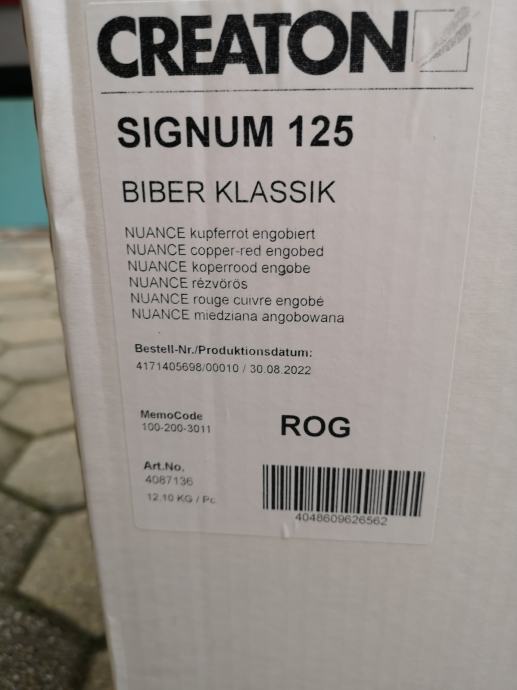 CREATON
SIGNUM 125
BIBER KLASSIK
NUANCE kupferrot engobiert
NUANCE copper-red engobed
NUANCE koperrood engobe
NUANCE rézvörös
NUANCE rouge cuivre engobé
NUANCE miedziana angobowana
Bestell-Nr./Produktionsdatum:
4171405698/00010 / 30.08.2022
MemoCode
100-200-3011
ROG
Art.No.
4087136
12.10 KG / Pc.
4048609626562